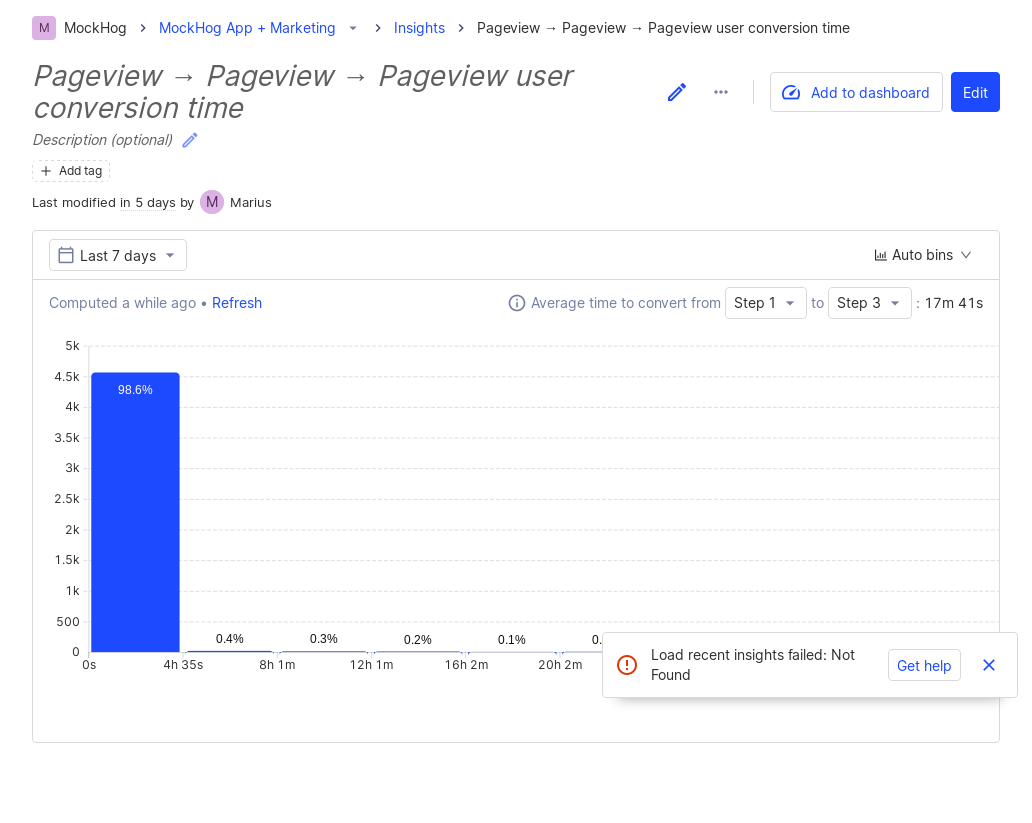 M MockHog MockHog App + Marketing Insights Pageview → Pageview → Pageview user conversion time
Pageview → Pageview → Pageview user
conversion time
Add to dashboard Edit
Description (optional)
Add tag
Last modified in 5 days by M Marius
Last 7 days Auto bins
Computed a while ago • Refresh Average time to convert from Step 1 to Step 3 : 17m 41s
5k
4.5k
98.6%
4k
3.5k
3k
2.5k
2k
1.5k
1k
500
0.4% 0.3% 0.2% 0.1%
0
0s 4h 35s 8h 1m 12h 1m 16h 2m 20h 2m
Load recent insights failed: Not
Found
Get help